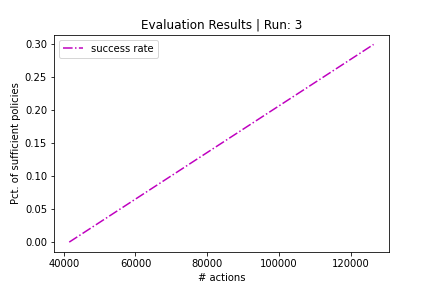 Evaluation Results | Run: 3
success rate
Pct. of sufficient policies
0.30
0.25
0.20
0.15
0.10
0.05
0.00
40000 60000 80000 100000 120000
# actions